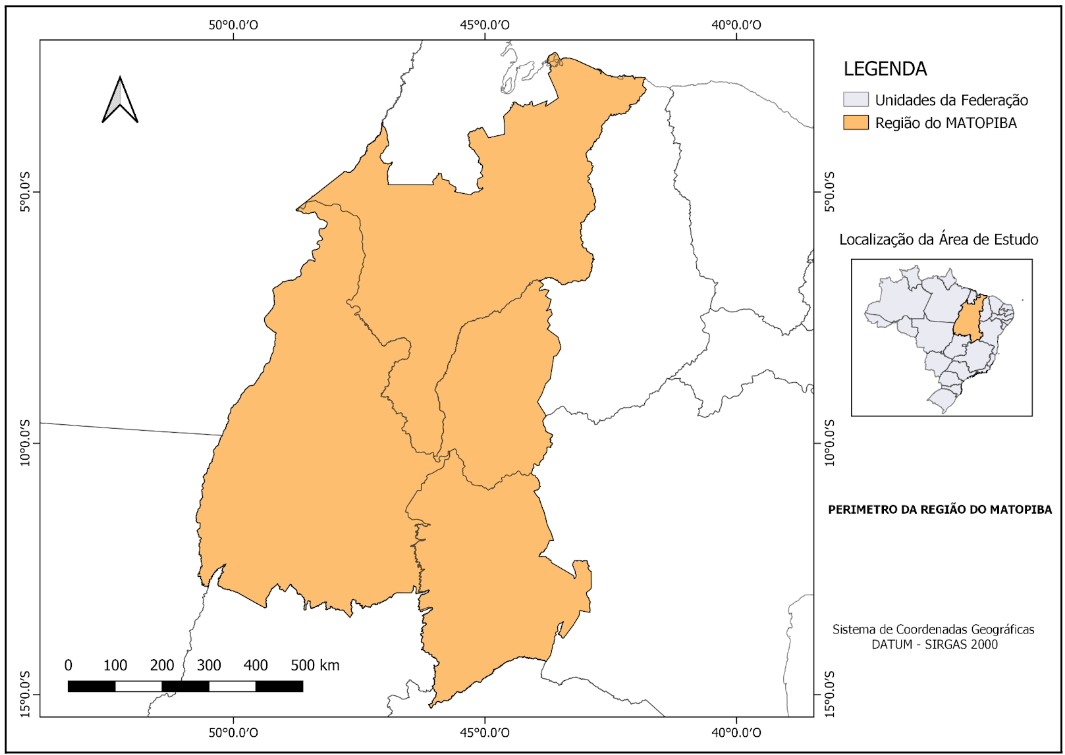 50°0.0'O
45°0.0'O
40°0.0'O
5°0.0'S
10°0.0'S
15°0.0'S
5°0.0'S
10°0.0'S
15°0.0'S
50°0.0'O
45°0.0'O
40°0.0'O
0 100 200 300 400 500 km
LEGENDA
Unidades da Federação
Região do MATOPIBA
Localização da Área de Estudo
PERIMETRO DA REGIÃO DO MATOPIBA
Sistema de Coordenadas Geográficas
DATUM - SIRGAS 2000